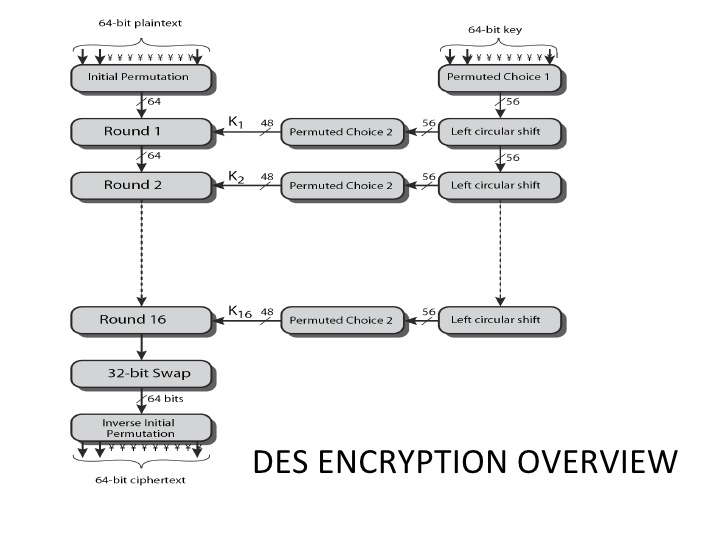 64-bit plaintext
64-bit key
¥ ¥ ¥ ¥ ¥ ¥ ¥ ¥ ¥
¥ ¥ ¥ ¥ ¥ ¥ ¥ ¥
Initial Permutation
Permuted Choice 1
64
56
Round 1
K1
48
Permuted Choice 2
56
Left circular shift
64
56
Round 2
K2
48
Permuted Choice 2
56
Left circular shift
Round 16
K16
48
Permuted Choice 2
56
Left circular shift
32-bit Swap
64 bits
Inverse Initial
Permutation
¥ ¥ ¥ ¥ ¥ ¥ ¥ ¥ ¥
64-bit ciphertext
DES ENCRYPTION OVERVIEW